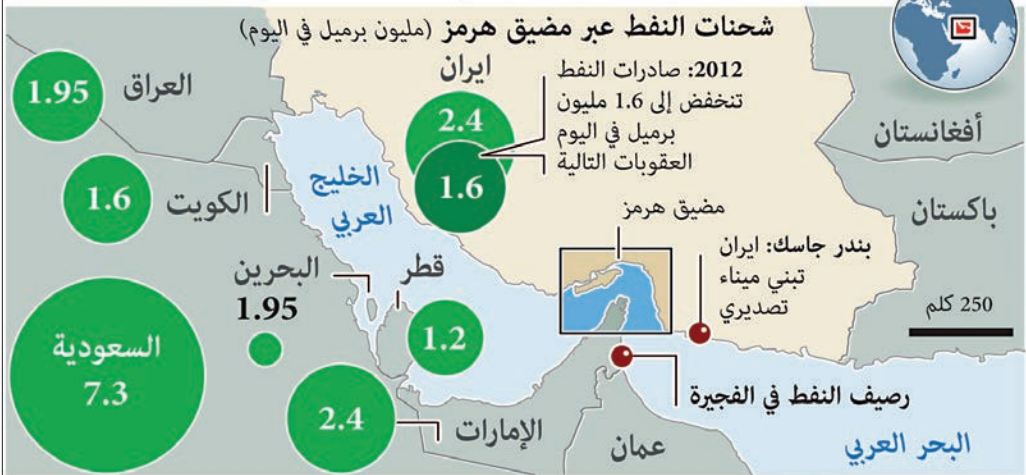 شحنات النفط عبر مضيق هرمز (مليون برميل في اليوم)
العراق
1.95
ايران
2.4
1.6
2012: صادرات النفط
تنخفض إلى 1.6 مليون
برميل في اليوم
العقوبات التالية
أفغانستان
باكستان
الكويت
1.6
الخليج
العربي
مضيق هرمز
بندر جاسك: ايران
تبني ميناء
تصديري
250 كلم
البحرين
1.95
قطر
1.2
السعودية
7.3
الإمارات
2.4
رصيف النفط في الفجيرة
عمان
البحر العربي